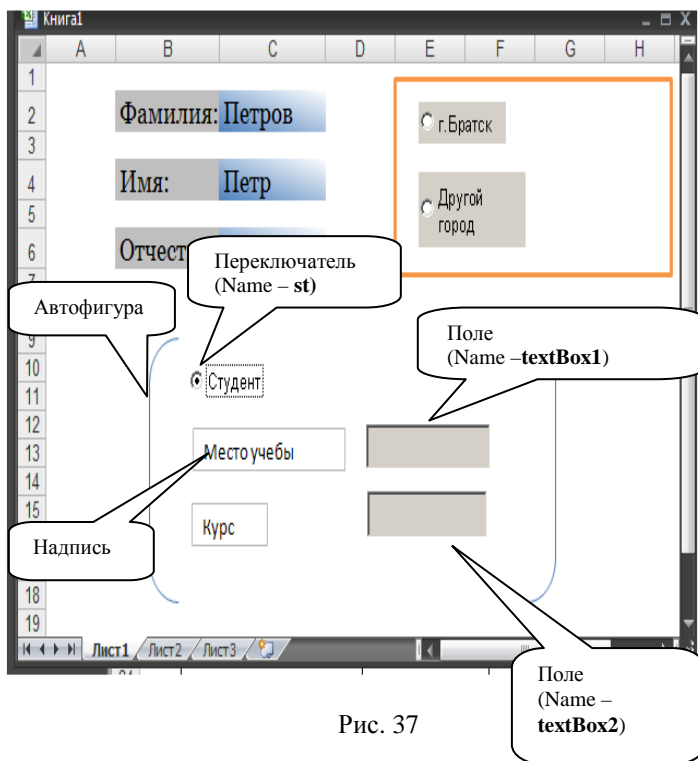 Книга1
A B C D E F G H
1
2 Фамилия: Петров
г.Братск
3
4 Имя: Петр
Другой
город
5
6 Отчест
7
Переключатель
(Name – st)
Автофигура
Поле
(Name –textBox1)
9
10
Студент
11
12
13 Место учебы
14
15
Курс
Надпись
18
19
Лист1 Лист2 Лист3
Поле
(Name –
textBox2)
Рис. 37